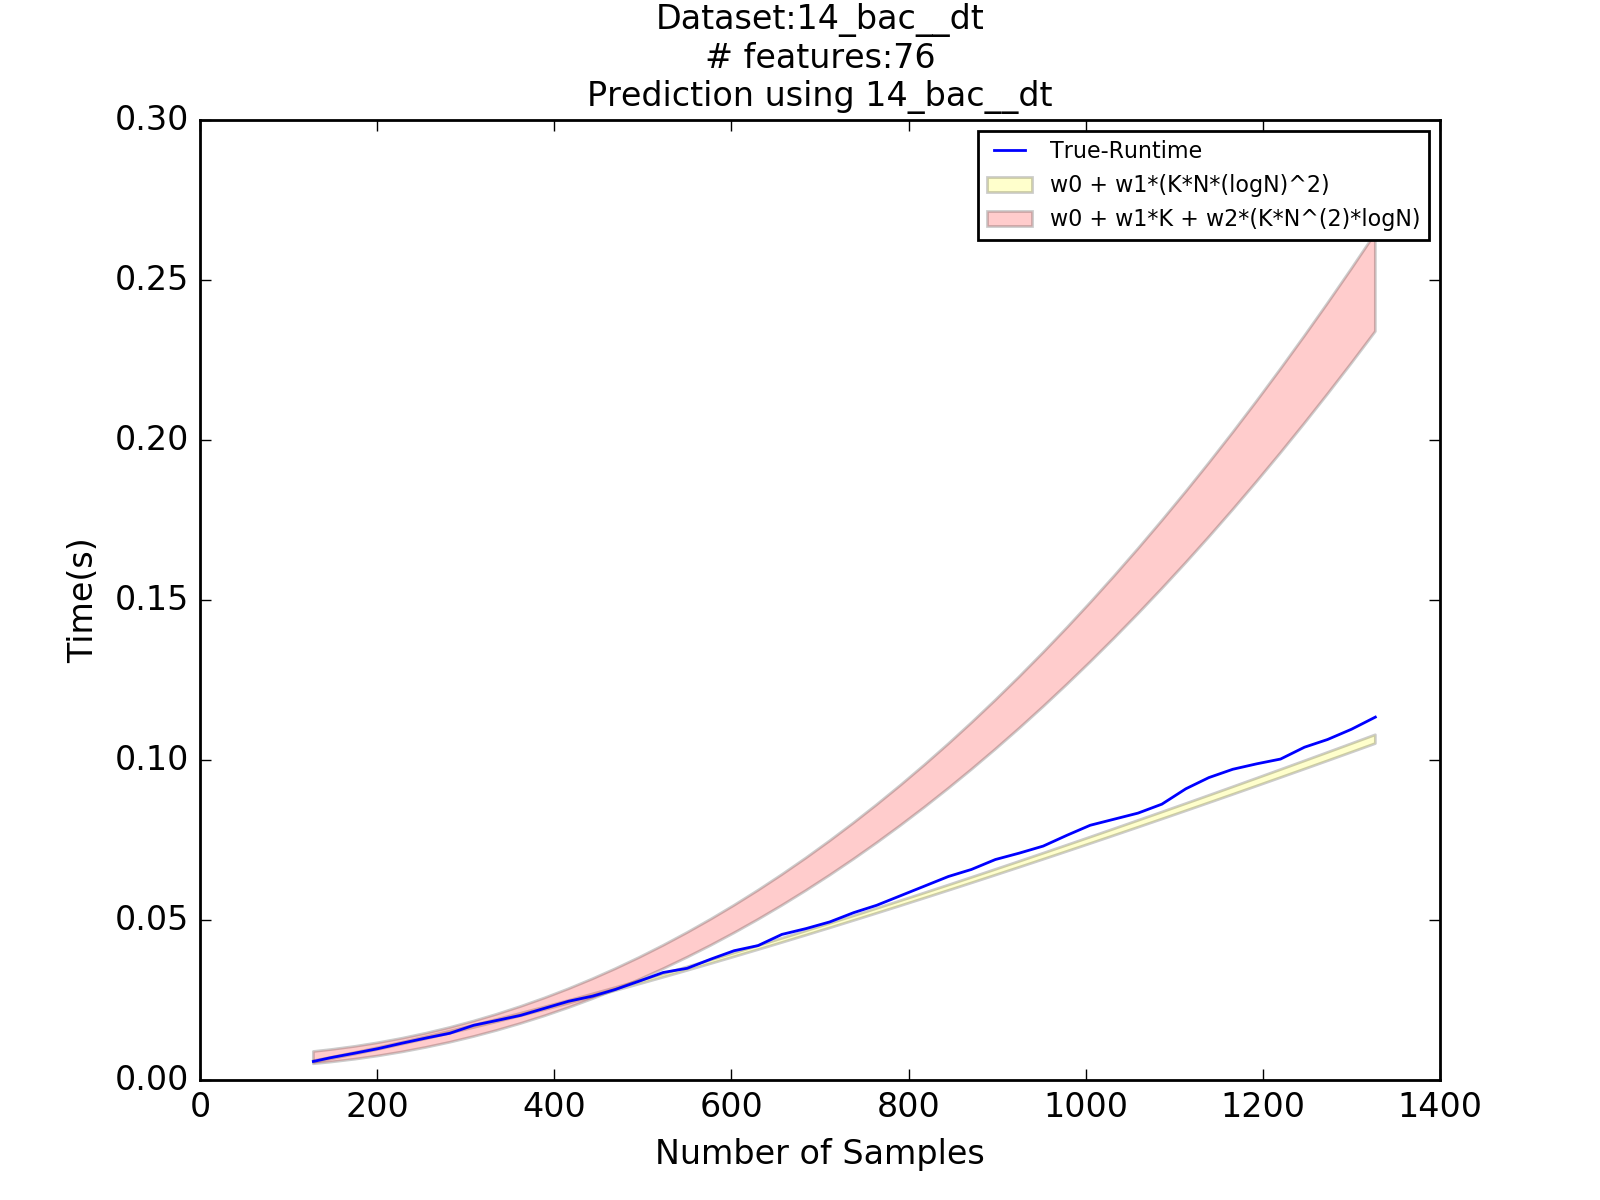 Dataset:14_bac__dt
# features:76
Prediction using 14_bac__dt
0.30
0.25
0.20
0.15
0.10
0.05
0.00
Time(s)
True-Runtime
w0 + w1*(K*N*(logN)^2)
w0 + w1*K + w2*(K*N^(2)*logN)
0 200 400 600 800 1000 1200 1400
Number of Samples